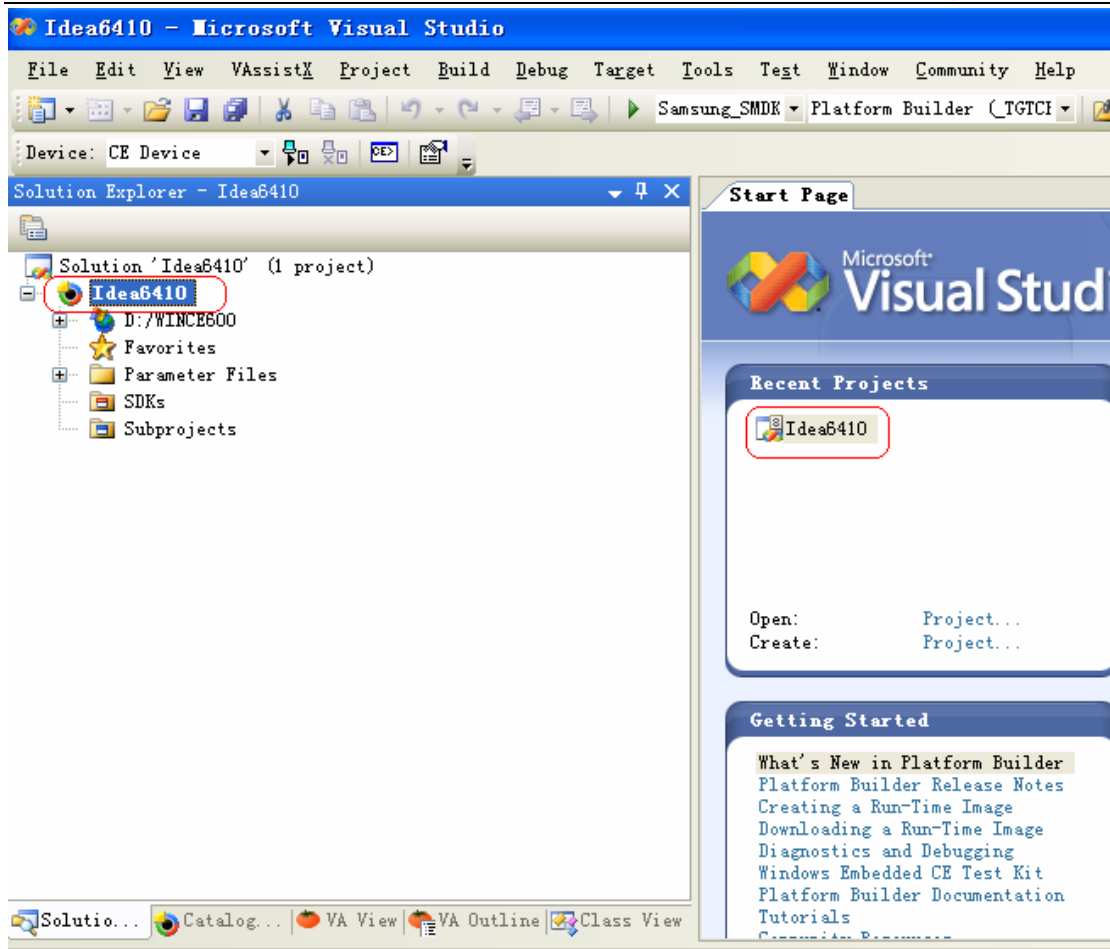 Idea6410 - Microsoft Visual Studio
File Edit View VAssistX Project Build Debug Target Tools Test Window Community Help
Samsung_SMDK Platform Builder (_TGTCI
Device: CE Device
Solution Explorer - Idea6410
Solution 'Idea6410' (1 project)
Idea6410
D:/WINCE600
Favorites
Parameter Files
SDKs
Subprojects
Solutio... Catalog... VA View VA Outline Class View
Start Page
Microsoft
Visual Studi
Recent Projects
Idea6410
Open: Project...
Create: Project...
Getting Started
What's New in Platform Builder
Platform Builder Release Notes
Creating a Run-Time Image
Downloading a Run-Time Image
Diagnostics and Debugging
Windows Embedded CE Test Kit
Platform Builder Documentation
Tutorials